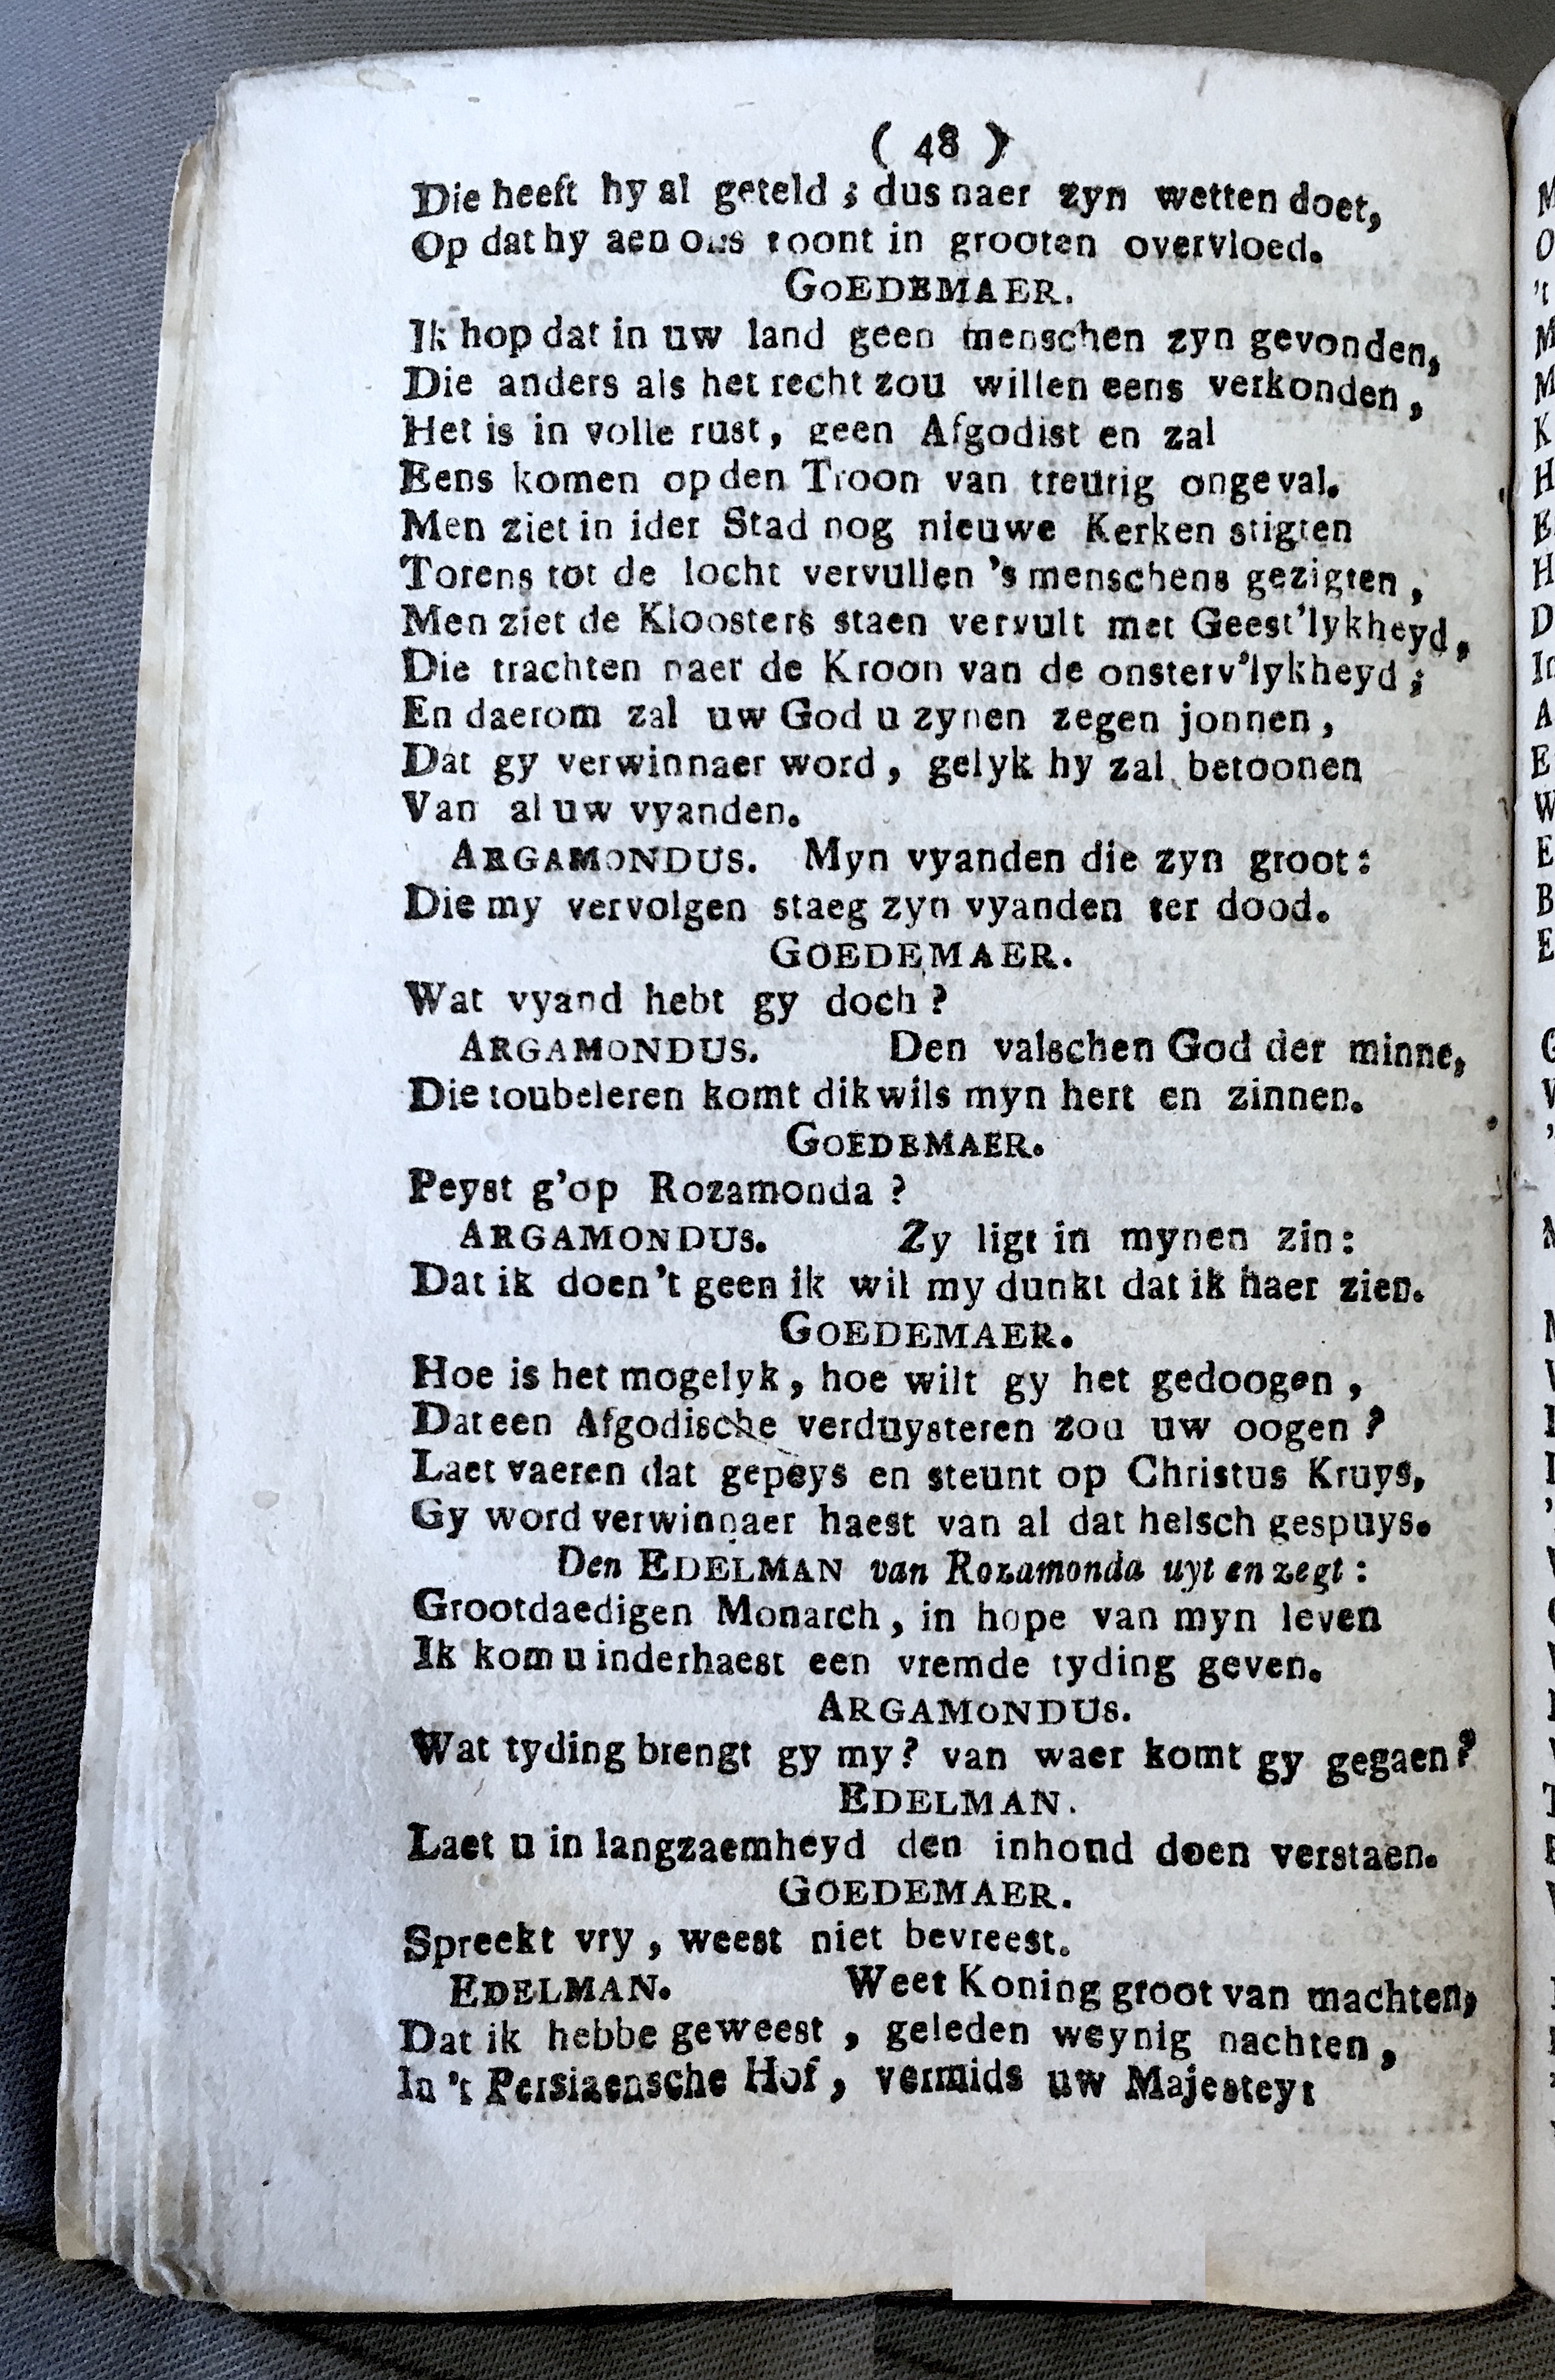 ( 48 )
Die heeft hy al geteld ; dus naer zyn wetten doet,
Op dat hy aen ons toont in grooten overvloed.
GOEDEMAER.
Ik hop dat in uw land geen menschen zyn gevonden,
Die anders als het recht zou willen eens verkonden,
Het is in volle rust, geen Afgodist en zal
Eens komen op den Troon van treurig ongeval.
Men ziet in ider Stad nog nieuwe Kerken stigten
Torens tot de locht vervullen 's menschens gezigten,
Men ziet de Kloosters staen vervult met Geest'lykheyd,
Die trachten naer de Kroon van de onsterv'lykheyd;
En daerom zal uw God u zynen zegen jonnen,
Dat gy verwinnaer word, gelyk hy zal betoonen
Van al uw vyanden.
ARGAMONDUS. Myn vyanden die zyn groot:
Die my vervolgen staeg zyn vyanden ter dood.
GOEDEMAER.
Wat vyand hebt gy doch?
ARGAMONDUS. Den valschen God der minne,
Die toubeleren komt dikwils myn hert en zinnen.
GOEDEMAER.
Peyst g'op Rozamonda?
ARGAMONDUS. Zy ligt in mynen zin:
Dat ik doen 't geen ik wil my dunkt dat ik haer zien.
GOEDEMAER.
Hoe is het mogelyk, hoe wilt gy het gedoogen,
Dat een Afgodische verduysteren zou uw oogen?
Laet vaeren dat gepeys en steunt op Christus Kruys,
Gy word verwinnaer haest van al dat helsch gespuys.
Den EDELMAN van Rozamonda uyt en zegt:
Grootdaedigen Monarch, in hope van myn leven
Ik kom u inderhaest een vremde tyding geven.
ARGAMONDUS.
Wat tyding brengt gy my? van waer komt gy gegaen?
EDELMAN.
Laet u in langzaemheyd den inhoud doen verstaen.
GOEDEMAER.
Spreekt vry, weest niet bevreest.
EDELMAN. Weet Koning groot van machten,
Dat ik hebbe geweest, geleden weynig nachten,
In 't Persiaensche Hof, vermids uw Majesteyt